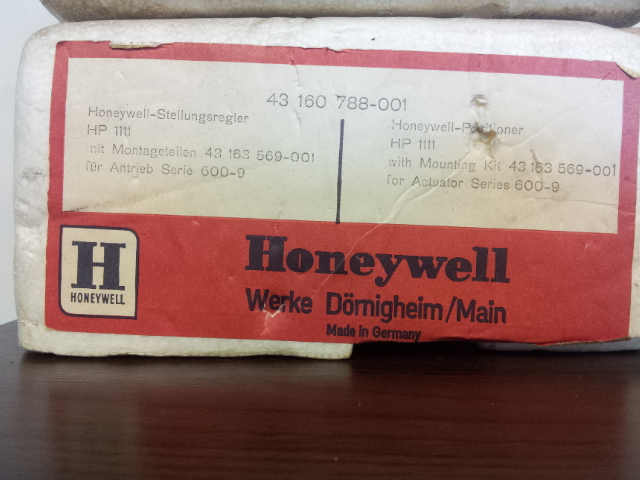 43 160 788-001
Honeywell-Stellungsregler
HP 1111
mit Montageteilen 43 163 569-001
für Antrieb Serie 600-9
Honeywell-Positioner
HP 1111
with Mounting Kit 43 163 569-001
for Actuator Series 600-9
H
HONEYWELL
Honeywell
Werke Dörnigheim/Main
Made in Germany